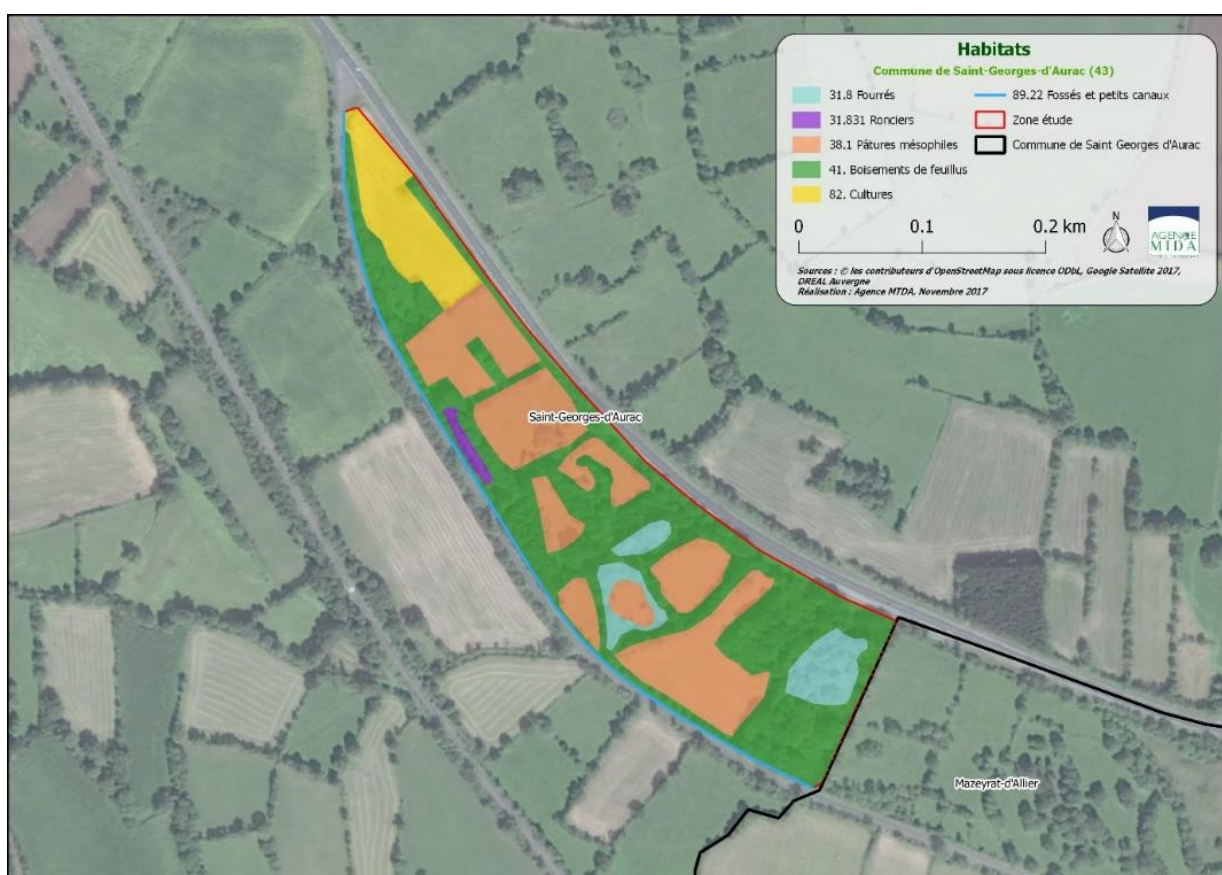 Habitats
Commune de Saint-Georges-d'Aurac (43)
31.8 Fourrés
31.831 Ronciers
38.1 Pâtures mésophiles
41. Boisements de feuillus
82. Cultures
89.22 Fossés et petits canaux
Zone étude
Commune de Saint Georges d'Aurac
0 0.1 0.2 km
N
AGENCE
MTDA
Sources : © les contributeurs d'OpenStreetMap sous licence ODbL, Google Satellite 2017,
DREAL Auvergne
Réalisation : Agence MTDA, Novembre 2017
Saint-Georges-d'Aurac
Mazeyrat-d'Allier